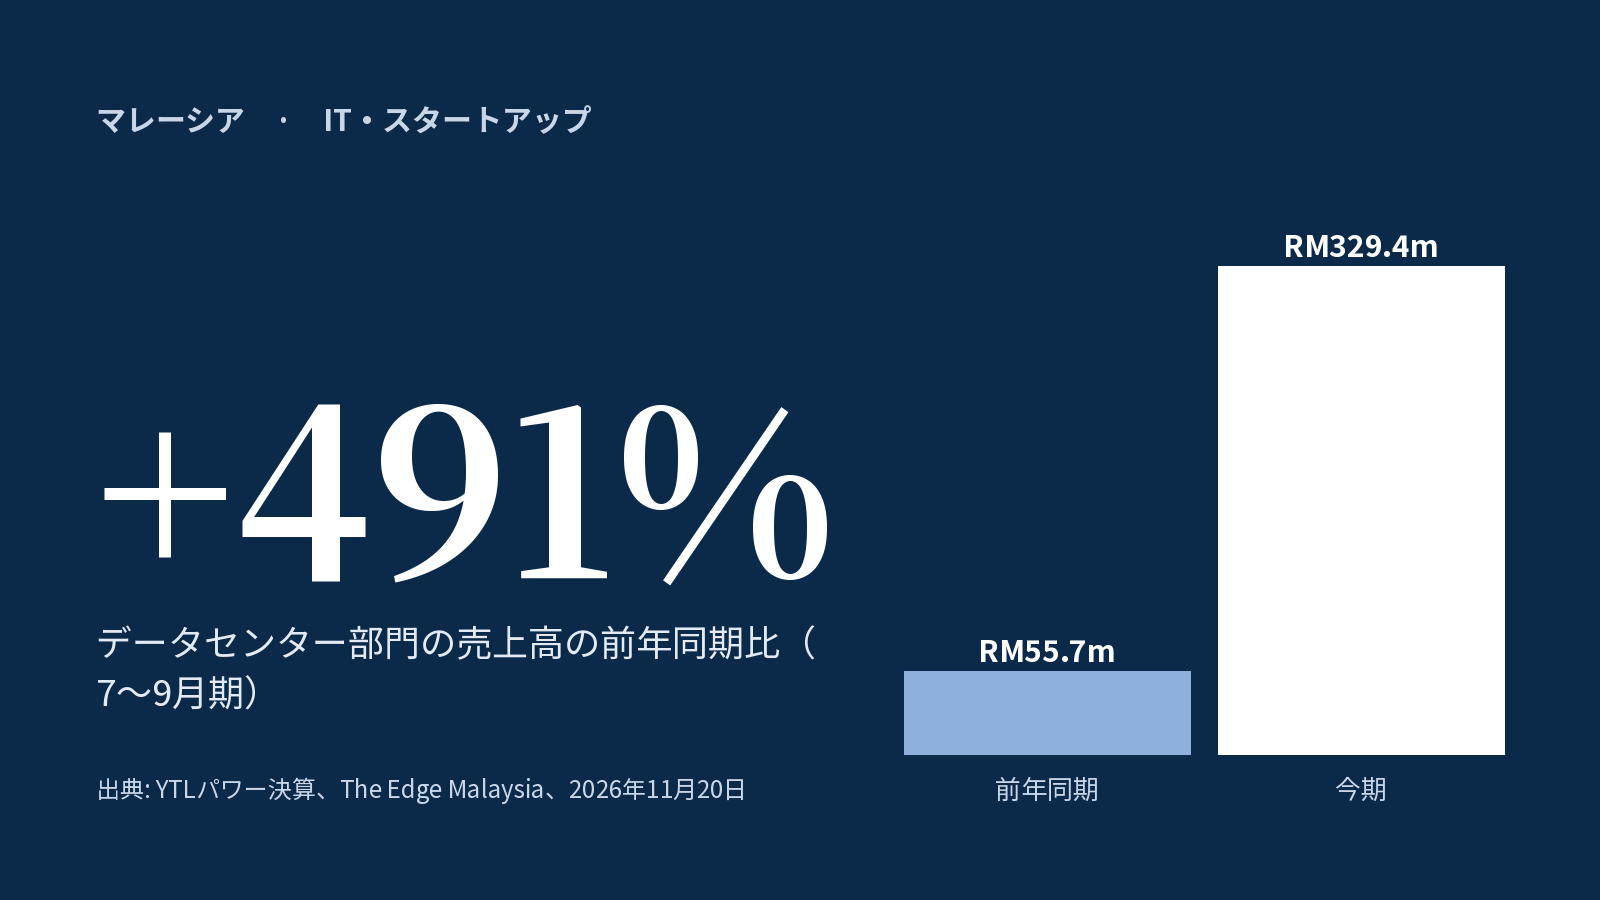 マレーシア · IT・スタートアップ
+491%
データセンター部門の売上高の前年同期比（
7〜9月期）
出典: YTLパワー決算、The Edge Malaysia、2026年11月20日
RM55.7m
前年同期
RM329.4m
今期